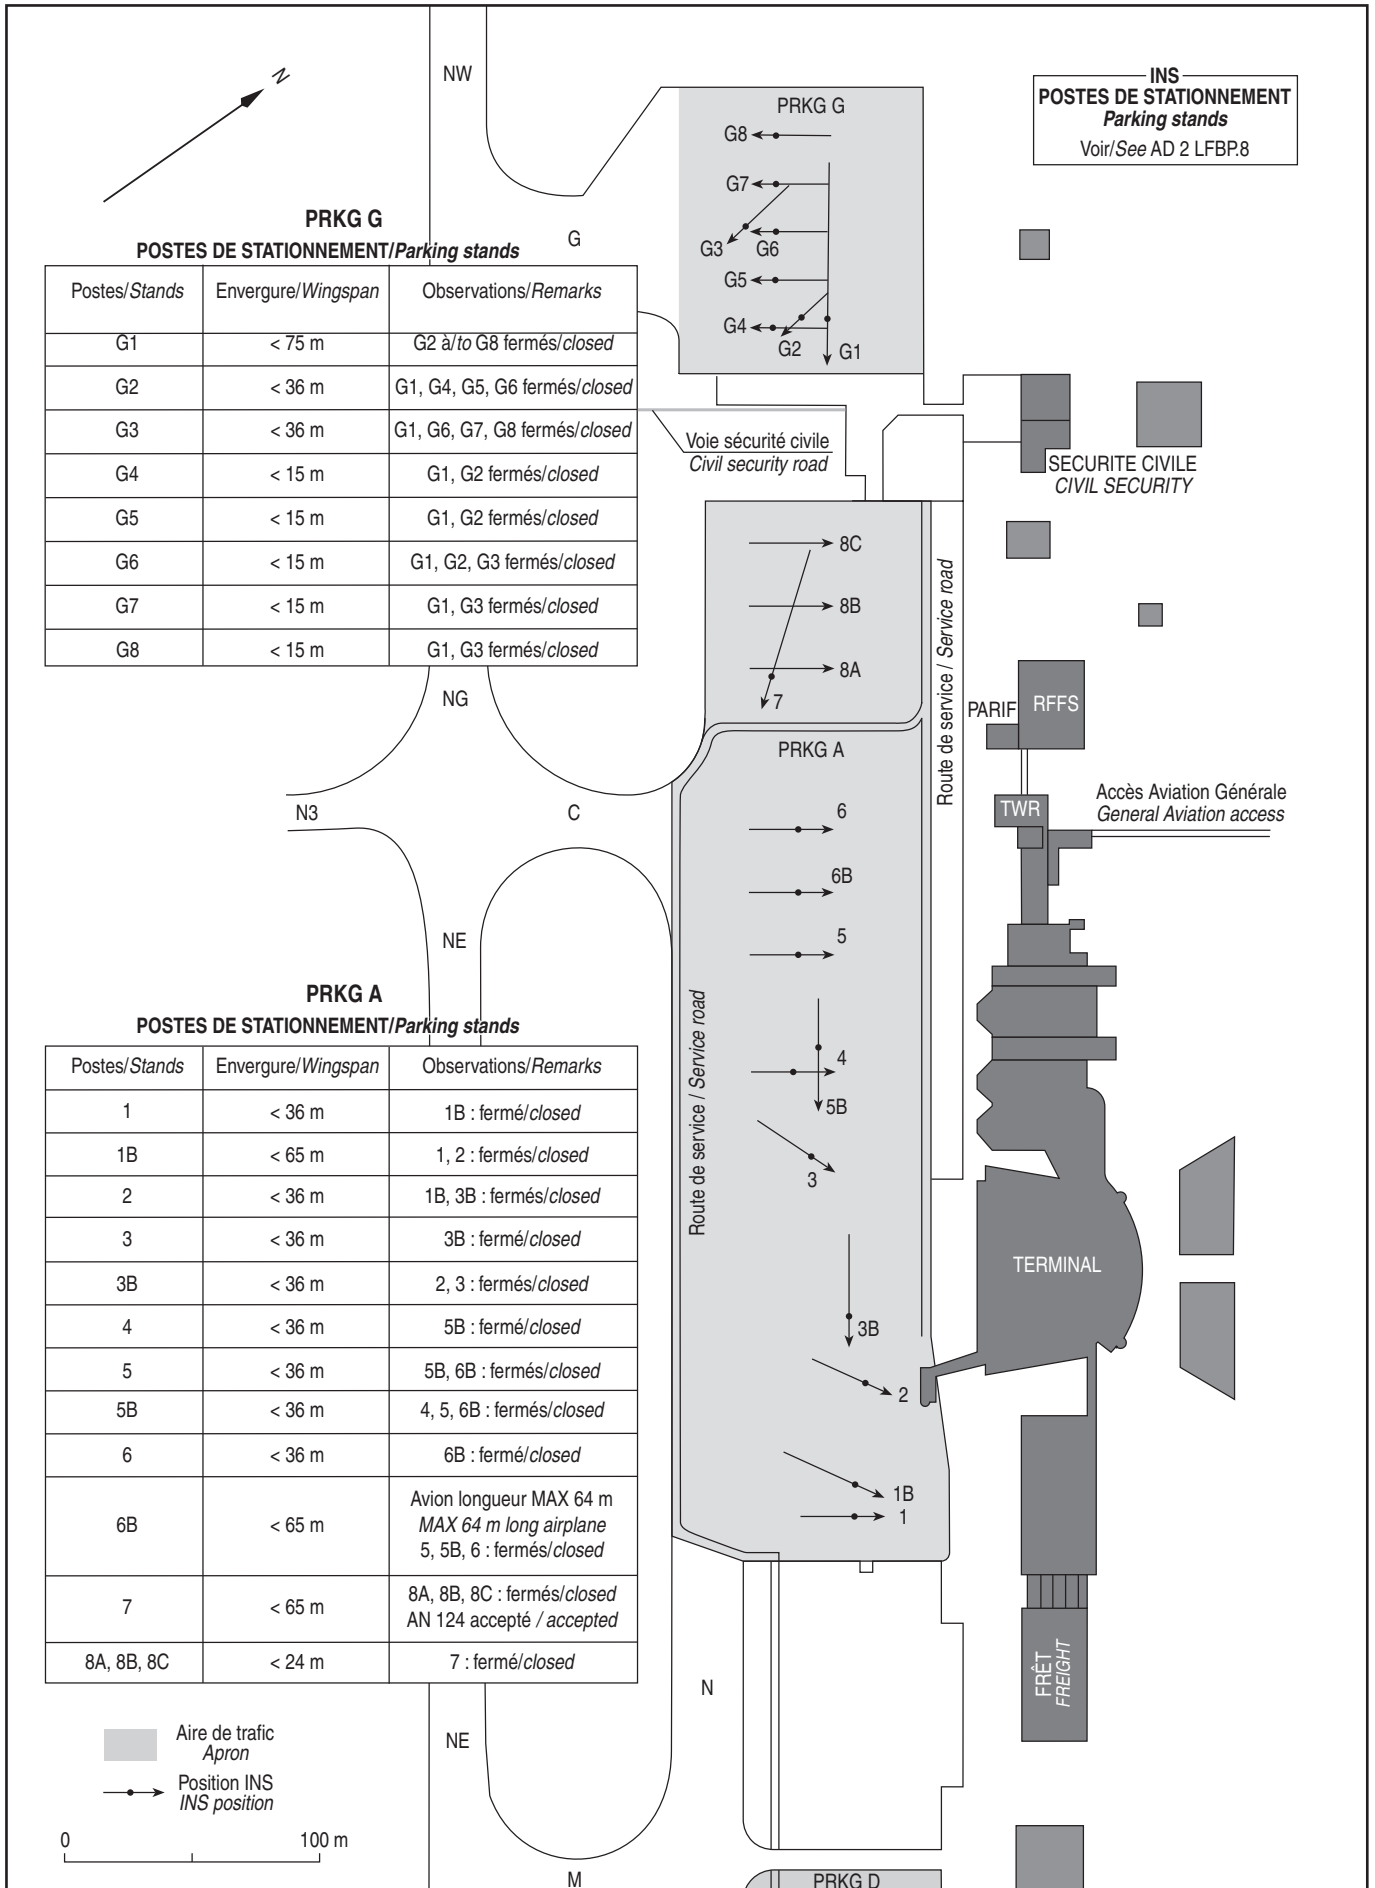 NW
N
INS
POSTES DE STATIONNEMENT
Parking stands
Voir/See AD 2 LFBP.8
PRKG G
G8
G7
G3
G6
G5
G4
G2
G1
G
PRKG G
POSTES DE STATIONNEMENT/Parking stands
Postes/Stands Envergure/Wingspan Observations/Remarks
G1 < 75 m G2 à/to G8 fermés/closed
G2 < 36 m G1, G4, G5, G6 fermés/closed
G3 < 36 m G1, G6, G7, G8 fermés/closed
G4 < 15 m G1, G2 fermés/closed
G5 < 15 m G1, G2 fermés/closed
G6 < 15 m G1, G2, G3 fermés/closed
G7 < 15 m G1, G3 fermés/closed
G8 < 15 m G1, G3 fermés/closed
Voie sécurité civile
Civil security road
SECURITE CIVILE
CIVIL SECURITY
8C
8B
8A
7
Route de service / Service road
PARIF
RFFS
NG
PRKG A
TWR
Accès Aviation Générale
General Aviation access
N3
C
6
6B
5
NE
4
5B
3
Route de service / Service road
TERMINAL
3B
2
1B
1
PRKG A
POSTES DE STATIONNEMENT/Parking stands
Postes/Stands Envergure/Wingspan Observations/Remarks
1 < 36 m 1B : fermé/closed
1B < 65 m 1, 2 : fermés/closed
2 < 36 m 1B, 3B : fermés/closed
3 < 36 m 3B : fermé/closed
3B < 36 m 2, 3 : fermés/closed
4 < 36 m 5B : fermé/closed
5 < 36 m 5B, 6B : fermés/closed
5B < 36 m 4, 5, 6B : fermés/closed
6 < 36 m 6B : fermé/closed
6B < 65 m Avion longueur MAX 64 m
MAX 64 m long airplane
5, 5B, 6 : fermés/closed
7 < 65 m 8A, 8B, 8C : fermés/closed
AN 124 accepté / accepted
8A, 8B, 8C < 24 m 7 : fermé/closed
N
FRÊT
FREIGHT
NE
Aire de trafic
Apron
Position INS
INS position
0 100 m
M
PRKG D